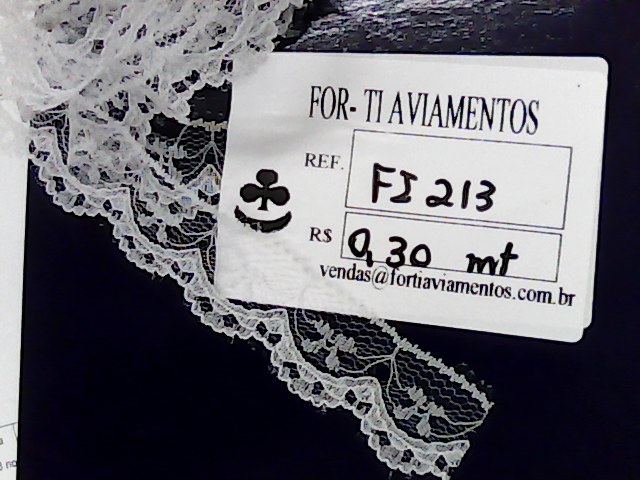 FOR- TI AVIAMENTOS
REF. FI 213
R$ 0,30 mt
vendas@fortiaviamentos.com.br